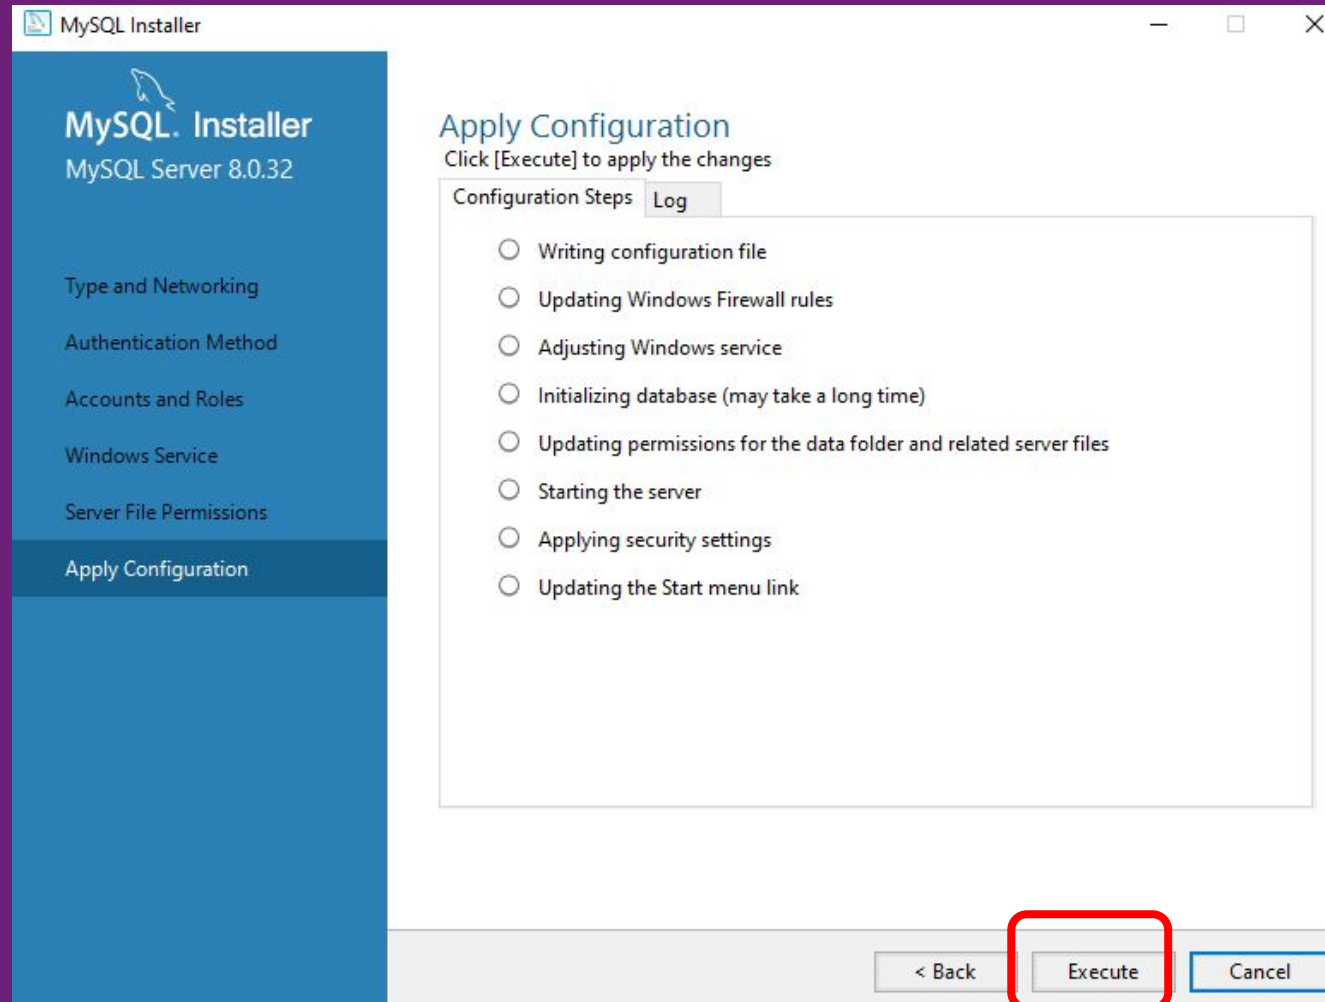 MySQL Installer
MySQL. Installer
MySQL Server 8.0.32
Type and Networking
Authentication Method
Accounts and Roles
Windows Service
Server File Permissions
Apply Configuration
Apply Configuration
Click [Execute] to apply the changes
Configuration Steps
Log
Writing configuration file
Updating Windows Firewall rules
Adjusting Windows service
Initializing database (may take a long time)
Updating permissions for the data folder and related server files
Starting the server
Applying security settings
Updating the Start menu link
< Back
Execute
Cancel